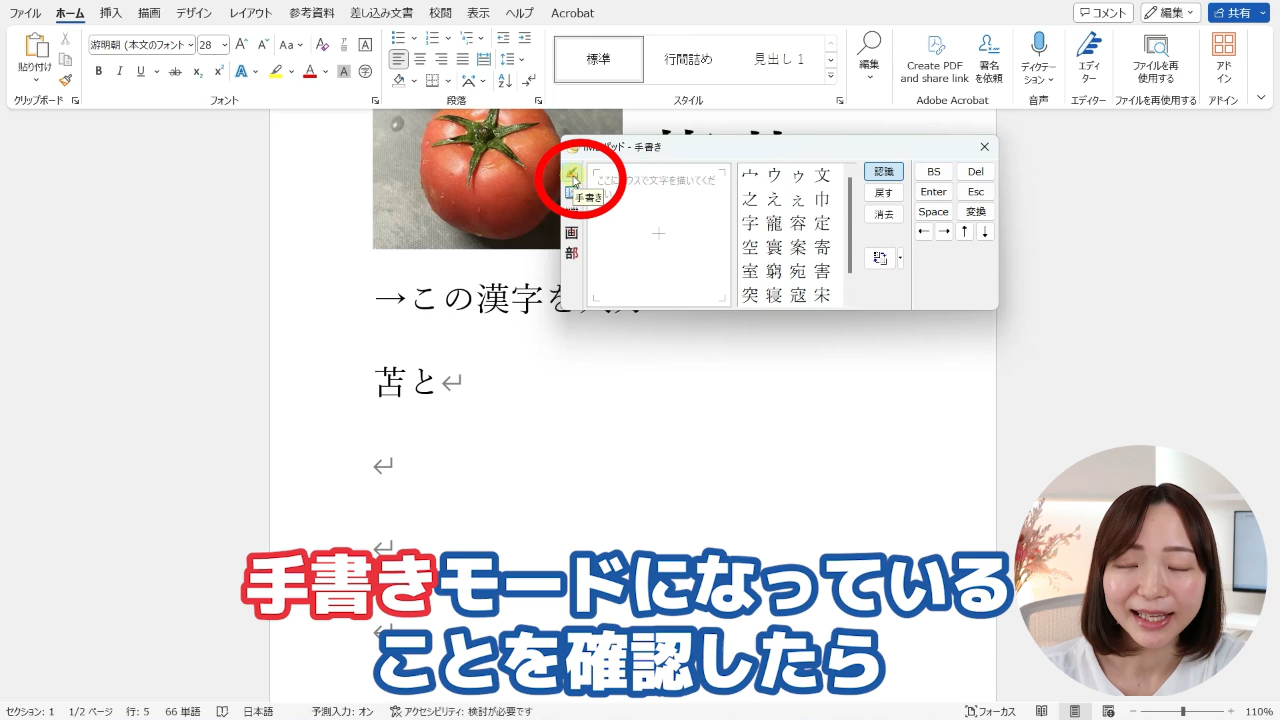 ファイル ホーム 挿入 描画 デザイン レイアウト 参考資料 差し込み文書 校閲 表示 ヘルプ Acrobat コメント 編集 共有
貼り付け
クリップボード
游明朝 (本文のフォント) 28 Aa
B I U ab x₂ x² A A A 字
フォント
段落
標準 行間詰め 見出し 1
スタイル
編集
Create PDF and share link
署名を依頼
Adobe Acrobat
ディクテーション
音声
エディター
エディター
ファイルを再使用する
ファイルを再使用する
アドイン
アドイン
パッド - 手書き
手書き
画
部
宀 ウ ゥ 文
之 え ぇ 巾
字 龍 容 定
空 寰 案 寄
室 窮 宛 害
突 寝 寇 宋
認識
戻す
消去
BS Del
Enter Esc
Space 変換
← → ↑ ↓
→この漢字を
苫と
手書きモードになっている
ことを確認したら
セクション: 1 1/2 ページ 行: 5 66 単語 日本語 予測入力: オン アクセシビリティ: 検討が必要です フォーカス 110%